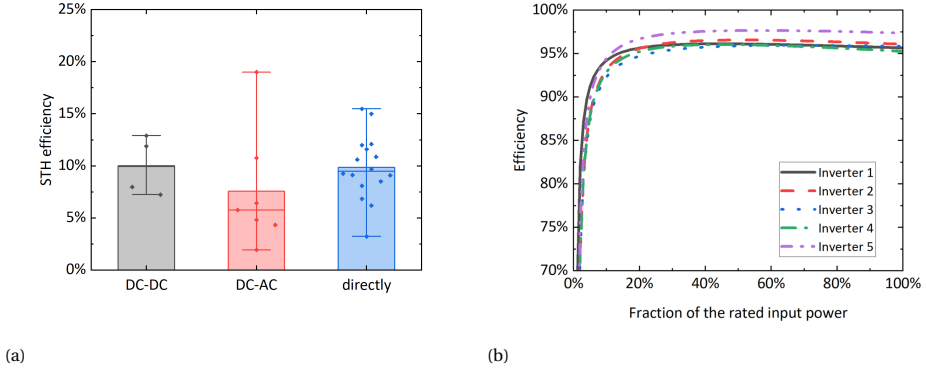 25%
20%
15%
10%
5%
0%
STH efficiency
DC-DC
DC-AC
directly
(a)
100%
95%
90%
85%
95%
75%
70%
Efficiency
Inverter 1
Inverter 2
Inverter 3
Inverter 4
Inverter 5
0%
20%
40%
60%
80%
100%
Fraction of the rated input power
(b)